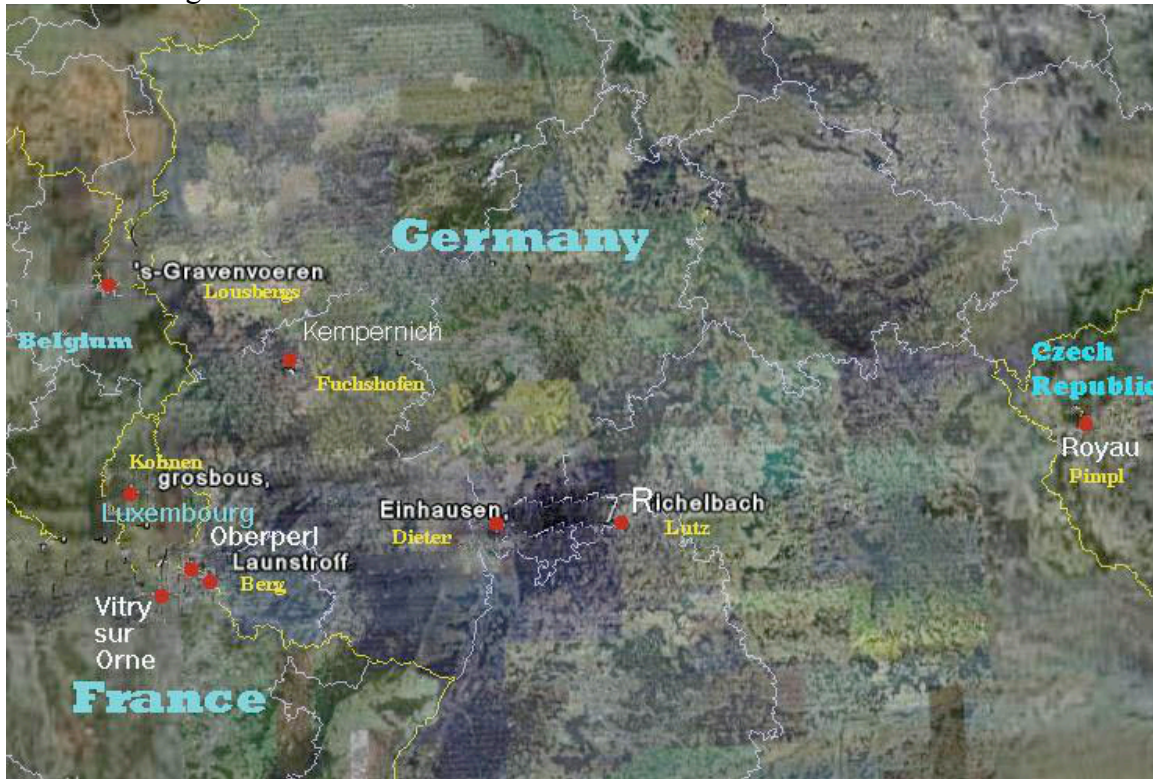 Germany
's-Gravenvoeren
Lousbergs
Belgium
Kempernich
Fuchshofen
Czech
Republic
Royau
Pimpl
Kohnen
grosbous,
Luxembourg
Einhausen,
Dieter
Richelbach
Lutz
Oberperl
Launstroff
Berg
Vitry
sur
Orne
France